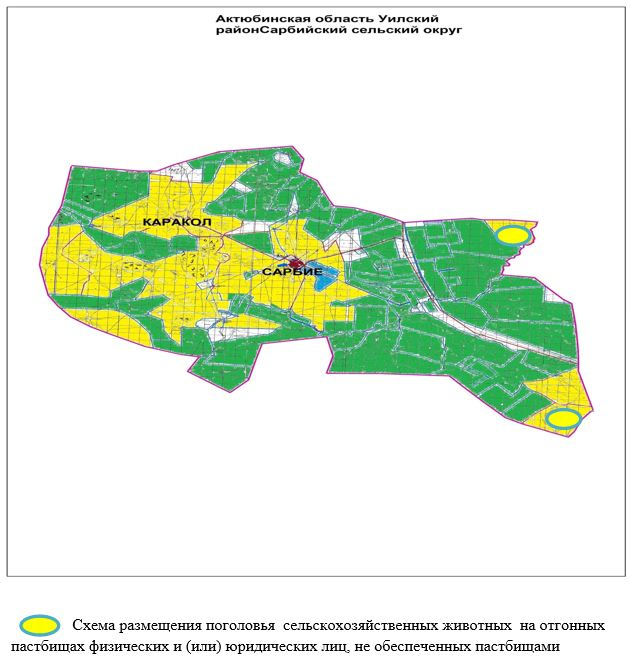 Актюбинская область Уилский
районСарбийский сельский округ
КАРАКОЛ
САРБИЕ
Схема размещения поголовья сельскохозяйственных животных на отгонных
пастбищах физических и (или) юридических лиц, не обеспеченных пастбищами